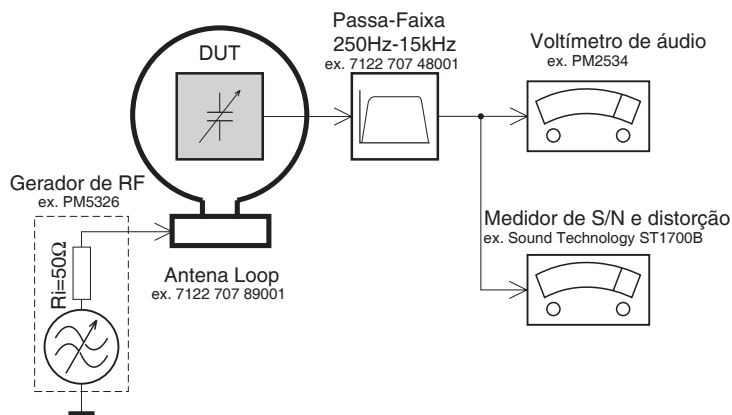 Passa-Faixa
250Hz-15kHz
ex. 7122 707 48001
DUT
Voltímetro de áudio
ex. PM2534
Gerador de RF
ex. PM5326
Ri=50Ω
Antena Loop
ex. 7122 707 89001
Medidor de S/N e distorção
ex. Sound Technology ST1700B